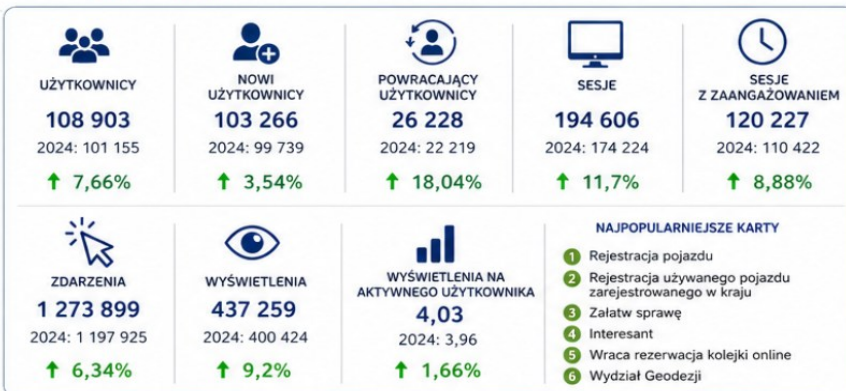 UŻYTKOWNICY
108 903
2024: 101 155
↑ 7,66%
NOWI
UŻYTKOWNICY
103 266
2024: 99 739
↑ 3,54%
POWRACAJĄCY
UŻYTKOWNICY
26 228
2024: 22 219
↑ 18,04%
SESJE
194 606
2024: 174 224
↑ 11,7%
SESJE
Z ZAANGAŻOWANIEM
120 227
2024: 110 422
↑ 8,88%
ZDARZENIA
1 273 899
2024: 1 197 925
↑ 6,34%
WYŚWIETLENIA
437 259
2024: 400 424
↑ 9,2%
WYŚWIETLENIA NA
AKTYWNEGO UŻYTKOWNIKA
4,03
2024: 3,96
↑ 1,66%
NAJPOPULARNIEJSZE KARTY
1 Rejestracja pojazdu
2 Rejestracja używanego pojazdu
zarejestrowanego w kraju
3 Załatw sprawę
4 Interesant
5 Wraca rezerwacja kolejki online
6 Wydział Geodezji